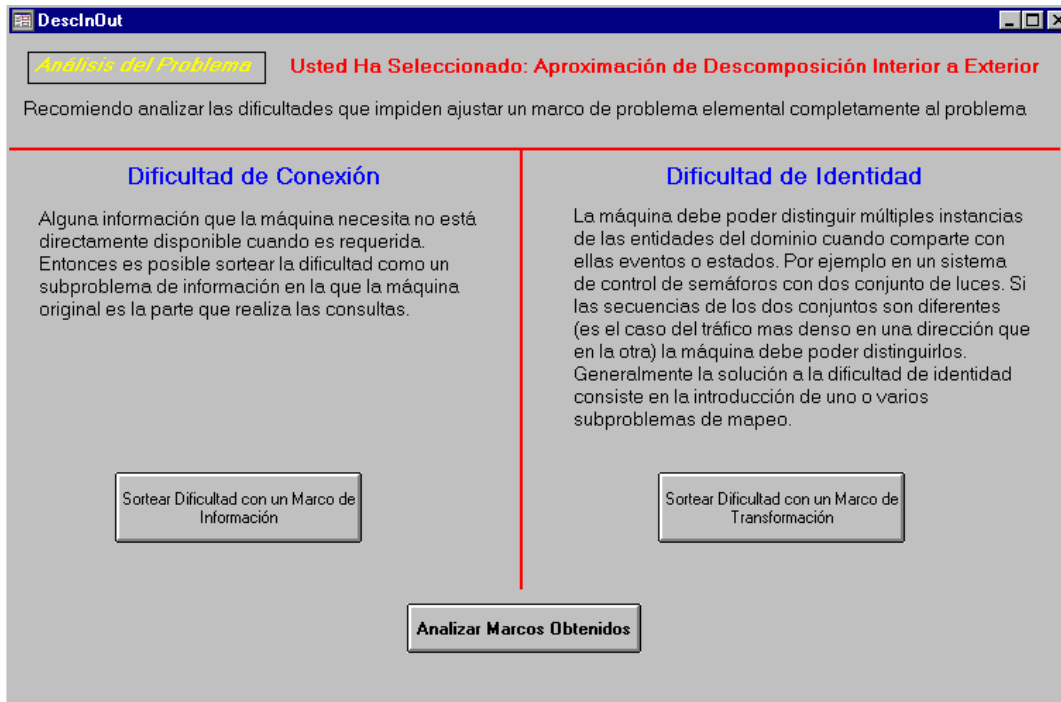 DescInOut
Análisis del Problema
Usted Ha Seleccionado: Aproximación de Descomposición Interior a Exterior
Recomiendo analizar las dificultades que impiden ajustar un marco de problema elemental completamente al problema
Dificultad de Conexión
Alguna información que la máquina necesita no está
directamente disponible cuando es requerida.
Entonces es posible sortear la dificultad como un
subproblema de información en la que la máquina
original es la parte que realiza las consultas.
Sortear Dificultad con un Marco de
Información
Dificultad de Identidad
La máquina debe poder distinguir múltiples instancias
de las entidades del dominio cuando comparte con
ellas eventos o estados. Por ejemplo en un sistema
de control de semáforos con dos conjunto de luces. Si
las secuencias de los dos conjuntos son diferentes
(es el caso del tráfico mas denso en una dirección que
en la otra) la máquina debe poder distinguirlos.
Generalmente la solución a la dificultad de identidad
consiste en la introducción de uno o varios
subproblemas de mapeo.
Sortear Dificultad con un Marco de
Transformación
Analizar Marcos Obtenidos